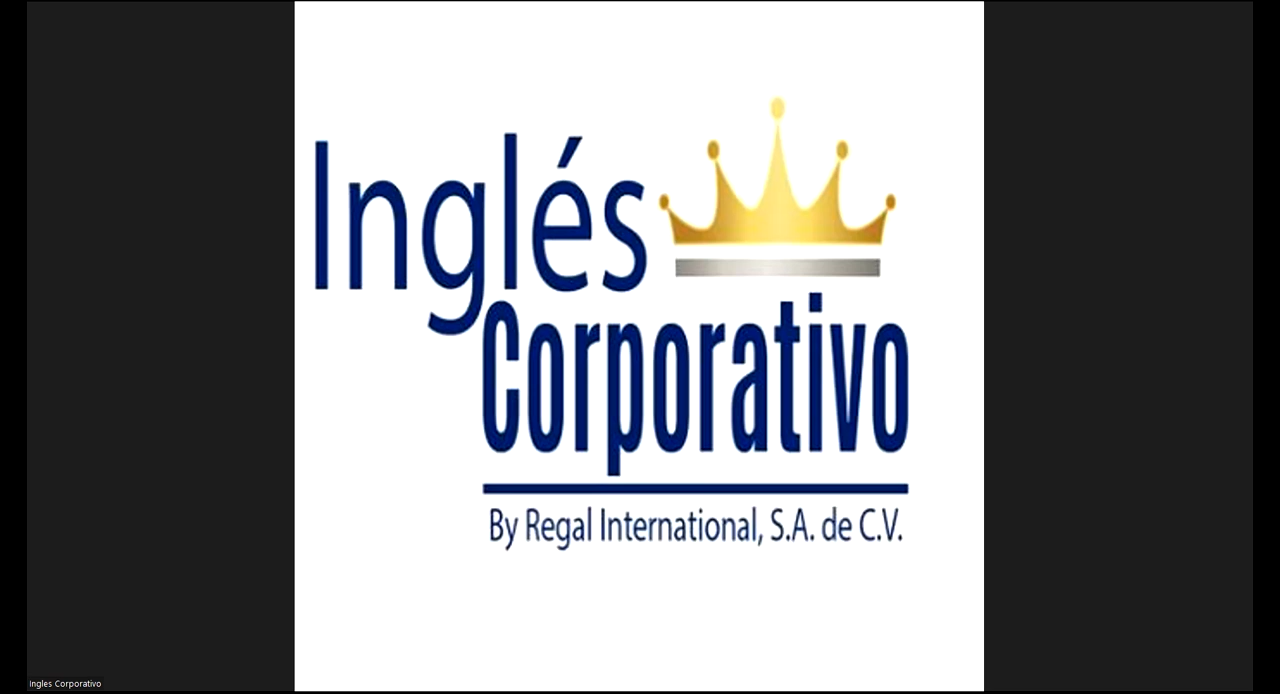 Inglés
Corporativo
By Regal International, S.A. de C.V.
Ingles Corporativo